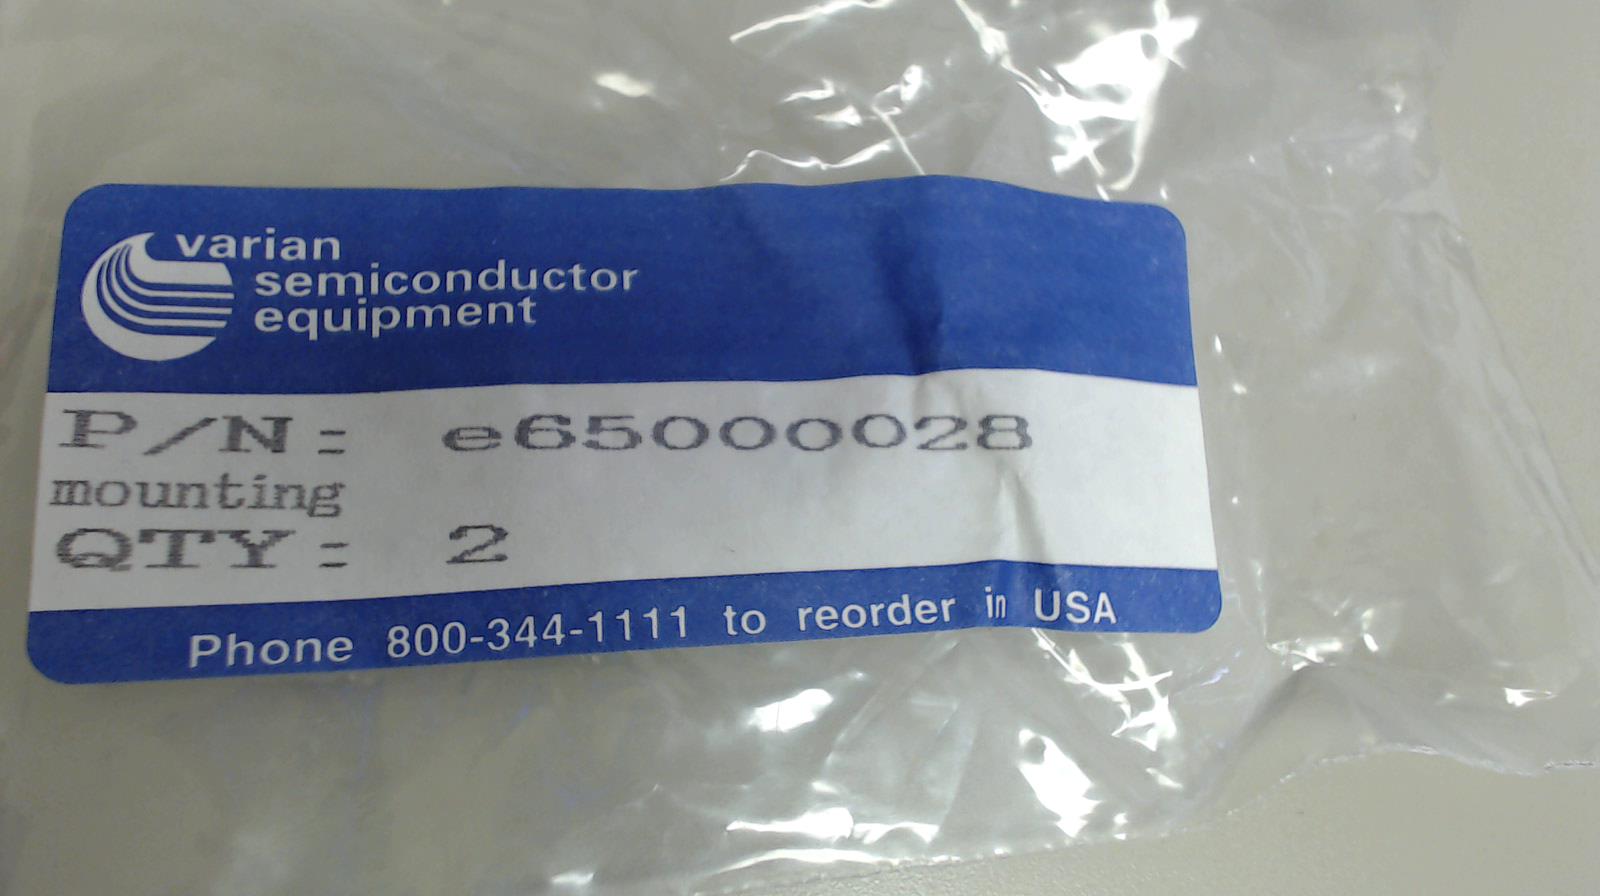 varian
semiconductor
equipment
P/N: e65000028
mounting
QTY: 2
Phone 800-344-1111 to reorder in USA